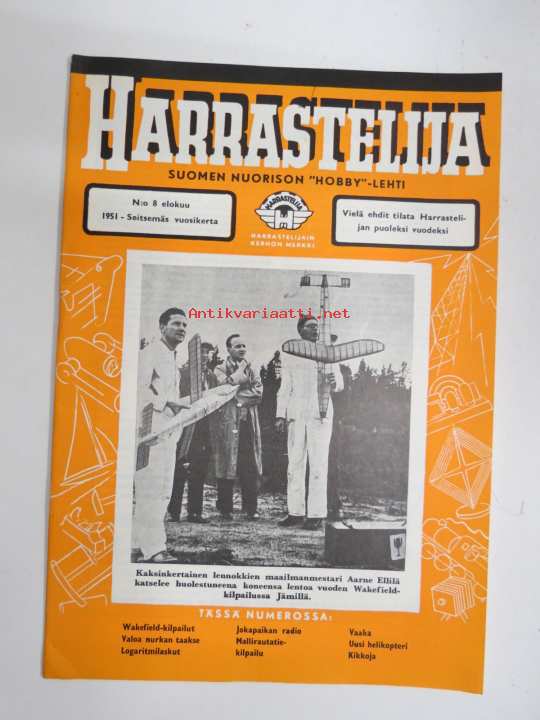 HARRASTELIJA
SUOMEN NUORISON "HOBBY"-LEHTI
N:o 8 elokuu
1951 - Seitsemäs vuosikerta
HARRASTELIJA
HARRASTELIJAIN
KERHON MERKKI
Vielä ehdit tilata Harrasteli-
jan puoleksi vuodeksi
Antikvariaatti.net
Kaksinkertainen lennokkien maailmanmestari Aarne Ellilä
katselee huolestuneena koneensa lentoa vuoden Wakefield-
kilpailussa Jämillä.
TÄSSÄ NUMEROSSA:
Wakefield-kilpailut
Valoa nurkan taakse
Logaritmilaskut
Jokapaikan radio
Mallirautatie-
kilpailu
Vaaka
Uusi helikopteri
Kikkoja